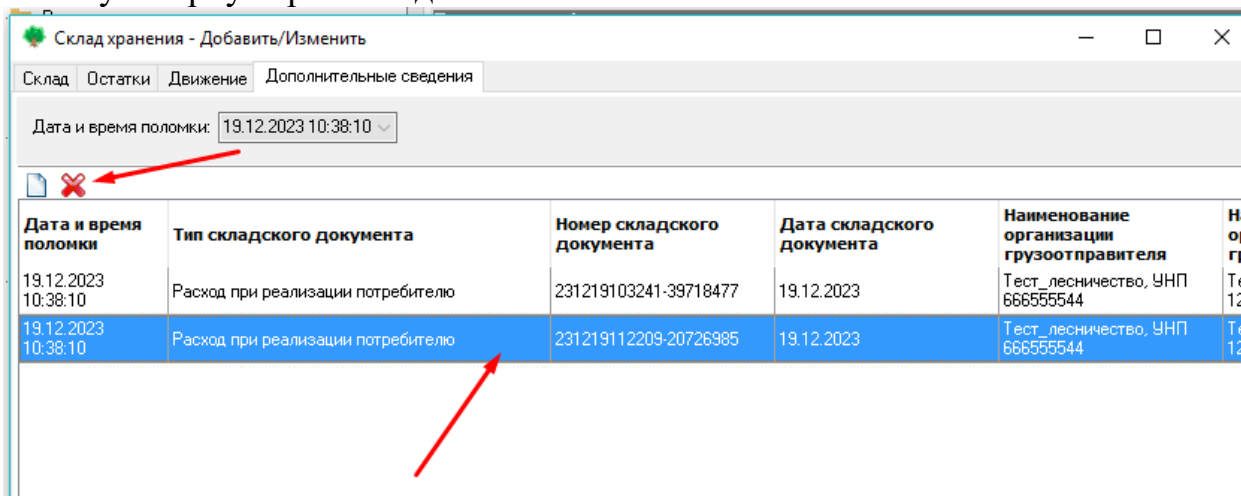 Склад хранения - Добавить/Изменить
Склад Остатки Движение Дополнительные сведения
Дата и время поломки: 19.12.2023 10:38:10
Дата и время поломки
Тип складского документа
Номер складского документа
Дата складского документа
Наименование организации грузоотправителя
19.12.2023 10:38:10
Расход при реализации потребителю
231219103241-39718477
19.12.2023
Тест_лесничество, УНП 666555544
19.12.2023 10:38:10
Расход при реализации потребителю
231219112209-20726985
19.12.2023
Тест_лесничество, УНП 666555544